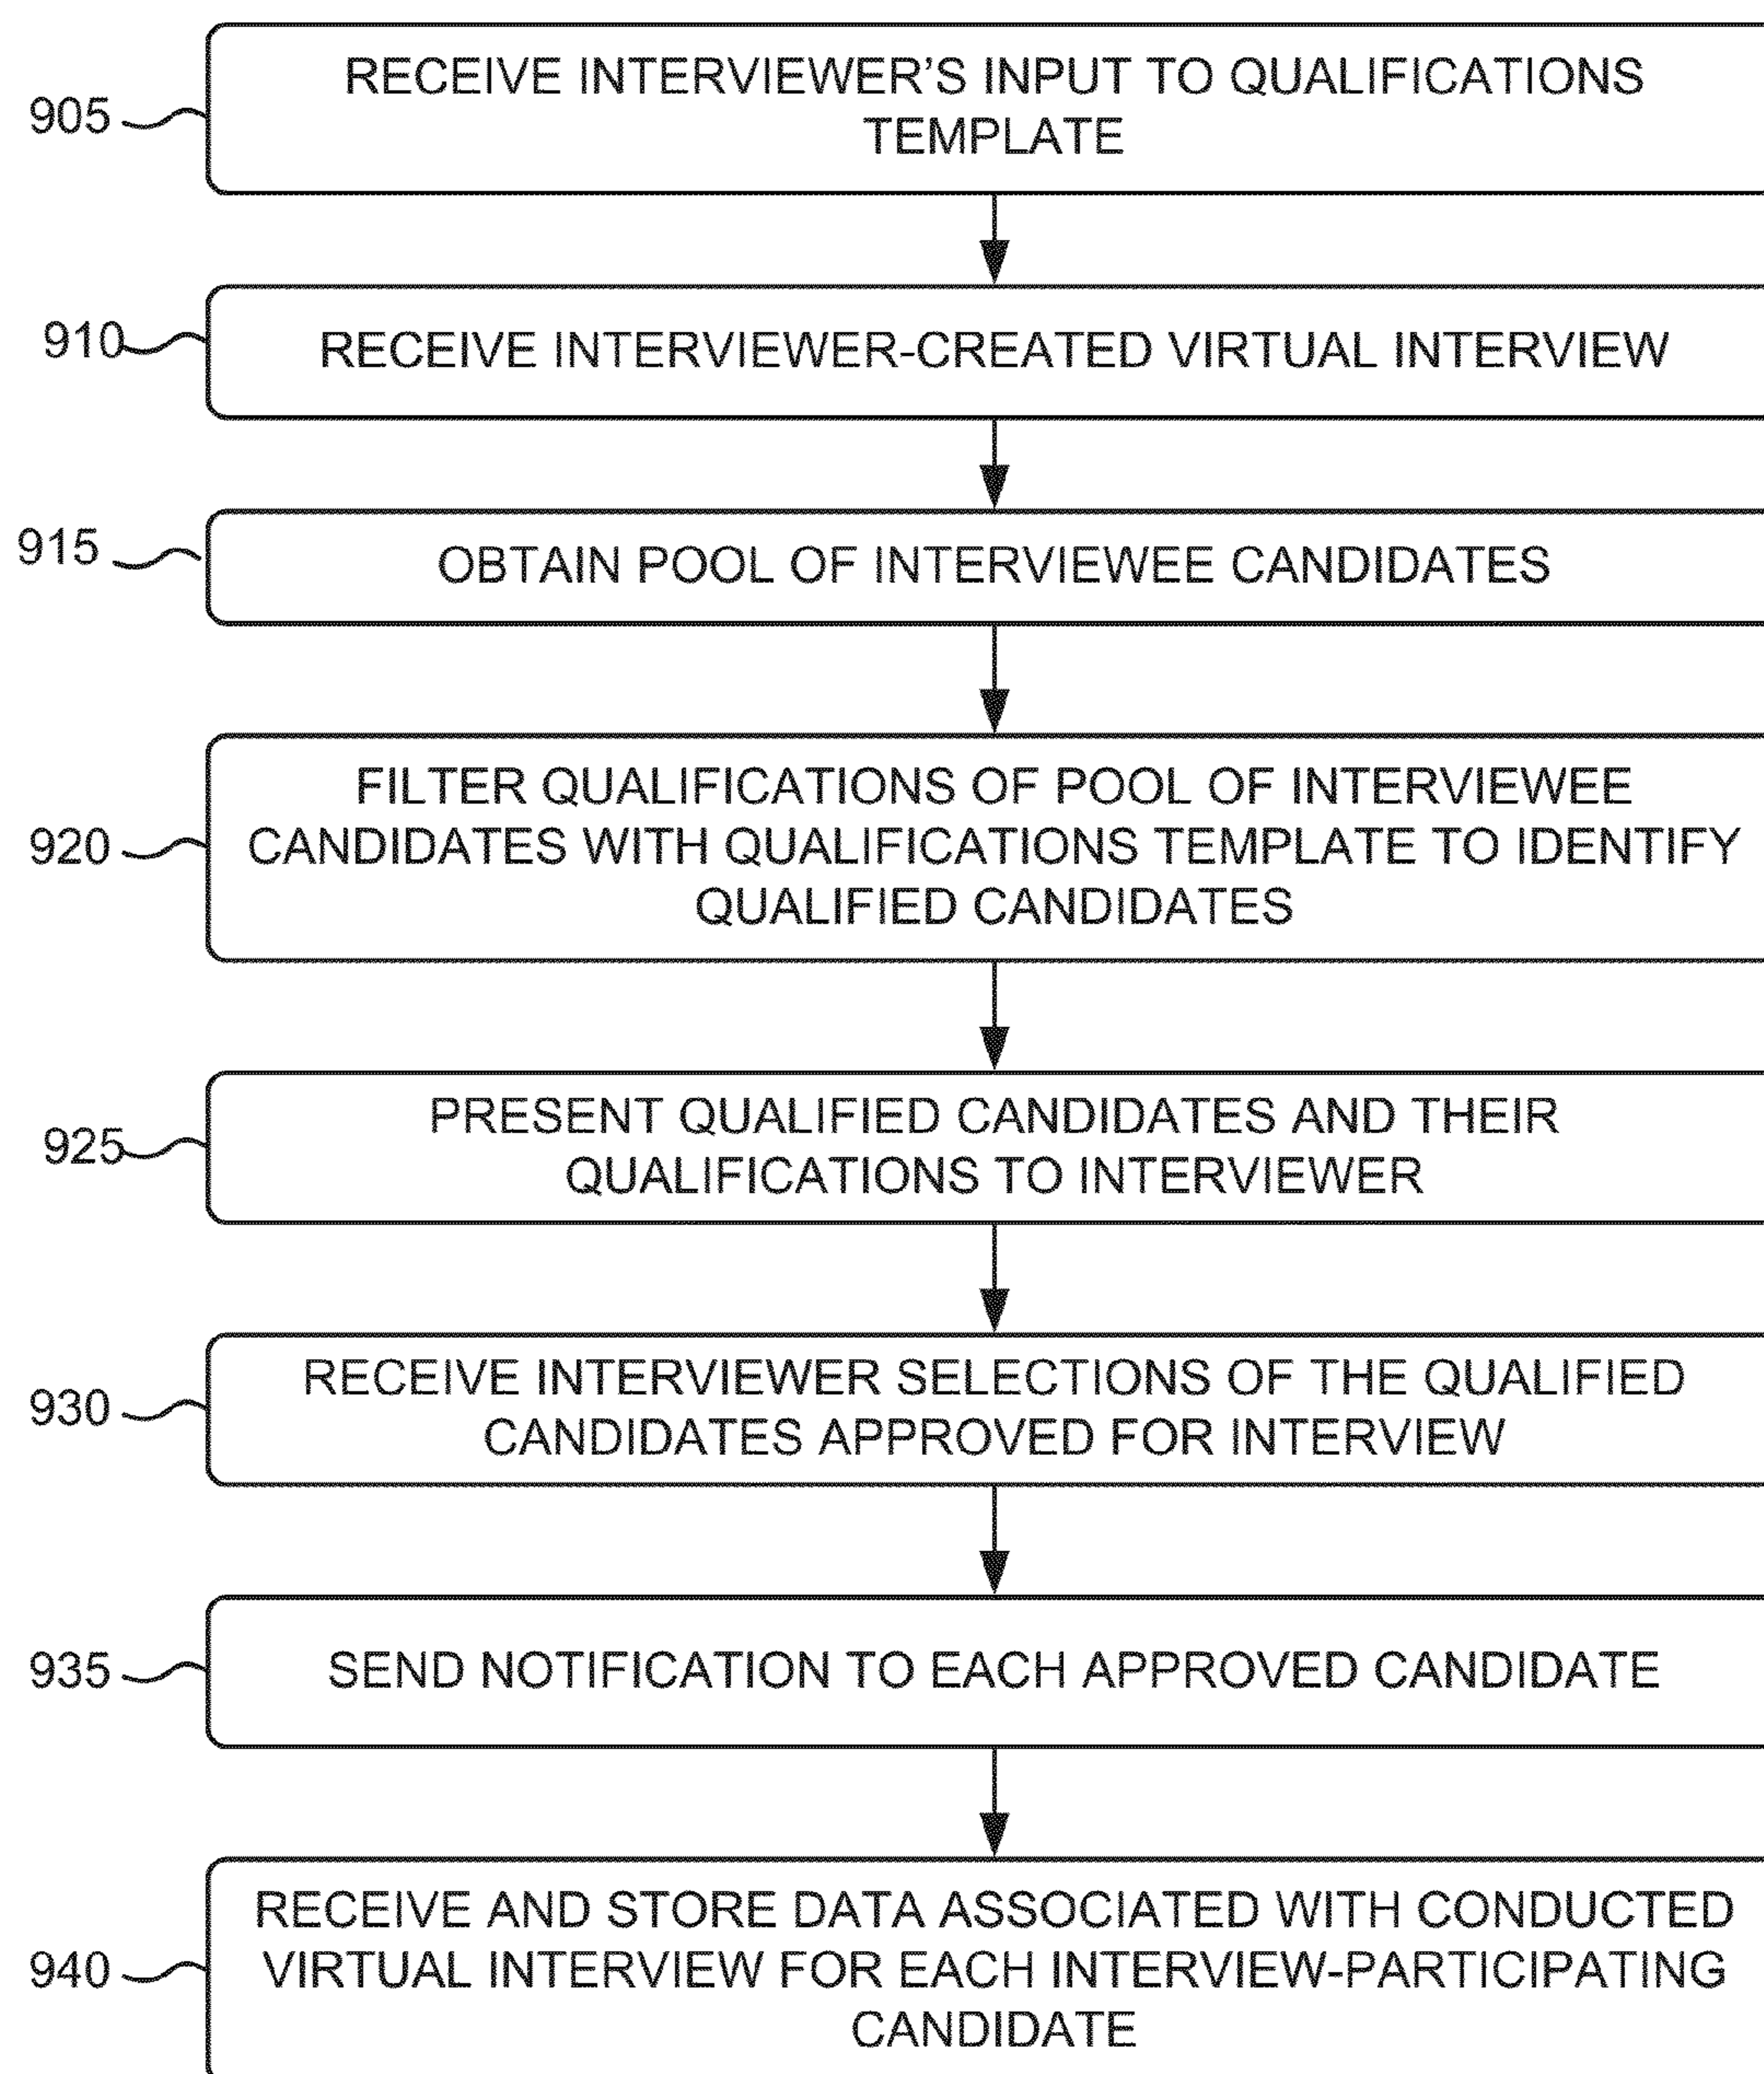 RECEIVE INTERVIEWER'S INPUT TO QUALIFICATIONS
TEMPLATE
905
910
RECEIVE INTERVIEWER-CREATED VIRTUAL INTERVIEW
915
OBTAIN POOL OF INTERVIEWEE CANDIDATES
FILTER QUALIFICATIONS OF POOL OF INTERVIEWEE
920
CANDIDATES WITH QUALIFICATIONS TEMPLATE TO IDENTIFY
QUALIFIED CANDIDATES
PRESENT QUALIFIED CANDIDATES AND THEIR
925
QUALIFICATIONS TO INTERVIEWER
RECEIVE INTERVIEWER SELECTIONS OF THE QUALIFIED
930
CANDIDATES APPROVED FOR INTERVIEW
935
SEND NOTIFICATION TO EACH APPROVED CANDIDATE
RECEIVE AND STORE DATA ASSOCIATED WITH CONDUCTED
940
VIRTUAL INTERVIEW FOR EACH INTERVIEW-PARTICIPATING
CANDIDATE